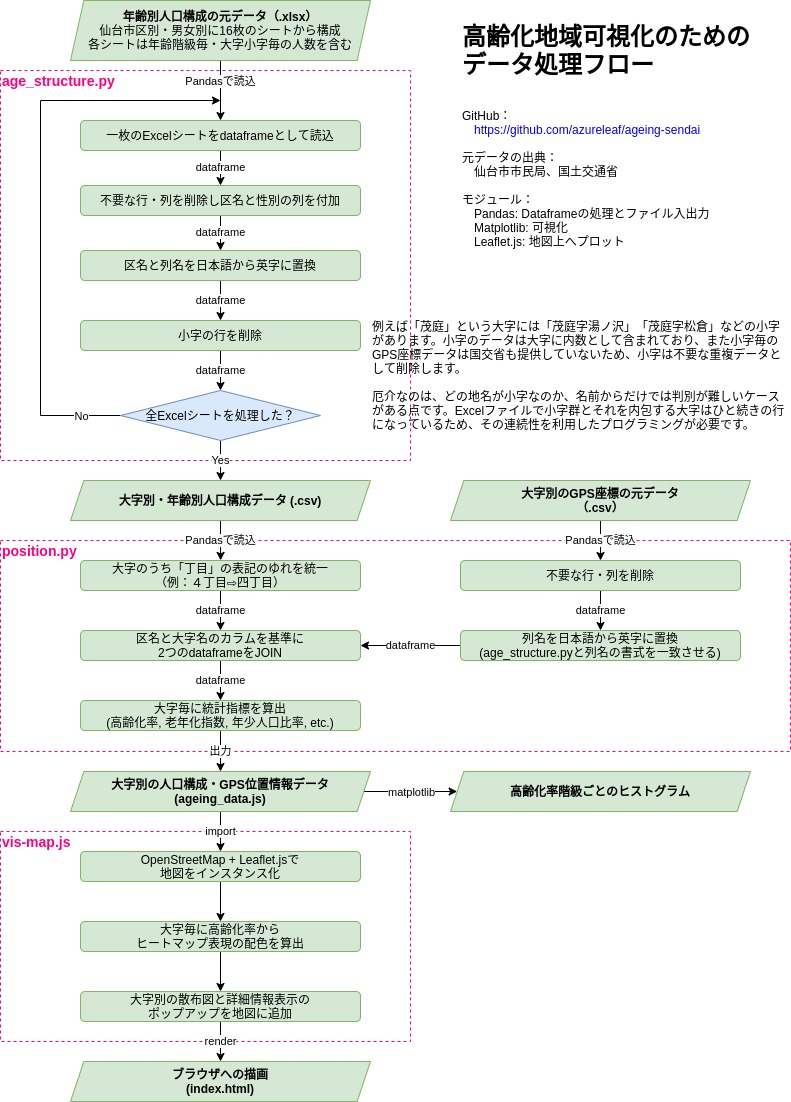 年齢別人口構成の元データ（.xlsx）
仙台市区別・男女別に16枚のシートから構成
各シートは年齢階級毎・大字小字毎の人数を含む
高齢化地域可視化のための
データ処理フロー
GitHub：
https://github.com/azureleaf/ageing-sendai
元データの出典：
仙台市市民局、国土交通省
モジュール：
Pandas: Dataframeの処理とファイル入出力
Matplotlib: 可視化
Leaflet.js: 地図上へプロット
age_structure.py
Pandasで読込
一枚のExcelシートをdataframeとして読込
dataframe
不要な行・列を削除し区名と性別の列を付加
dataframe
区名と列名を日本語から英字に置換
dataframe
小字の行を削除
dataframe
全Excelシートを処理した？
No
Yes
例えば「茂庭」という大字には「茂庭字湯ノ沢」「茂庭字松倉」などの小字
があります。小字のデータは大字に内数として含まれており、また小字毎の
GPS座標データは国交省も提供していないため、小字は不要な重複データと
して削除します。
厄介なのは、どの地名が小字なのか、名前からだけでは判別が難しいケース
がある点です。Excelファイルで小字群とそれを内包する大字はひと続きの行
になっているため、その連続性を利用したプログラミングが必要です。
大字別・年齢別人口構成データ (.csv)
大字別のGPS座標の元データ
（.csv）
position.py
Pandasで読込
Pandasで読込
大字のうち「丁目」の表記のゆれを統一
（例：４丁目⇨四丁目）
不要な行・列を削除
dataframe
dataframe
区名と大字名のカラムを基準に
2つのdataframeをJOIN
dataframe
列名を日本語から英字に置換
(age_structure.pyと列名の書式を一致させる)
dataframe
大字毎に統計指標を算出
(高齢化率, 老年化指数, 年少人口比率, etc.)
出力
大字別の人口構成・GPS位置情報データ
(ageing_data.js)
matplotlib
高齢化率階級ごとのヒストグラム
vis-map.js
import
OpenStreetMap + Leaflet.jsで
地図をインスタンス化
大字毎に高齢化率から
ヒートマップ表現の配色を算出
大字別の散布図と詳細情報表示の
ポップアップを地図に追加
render
ブラウザへの描画
(index.html)